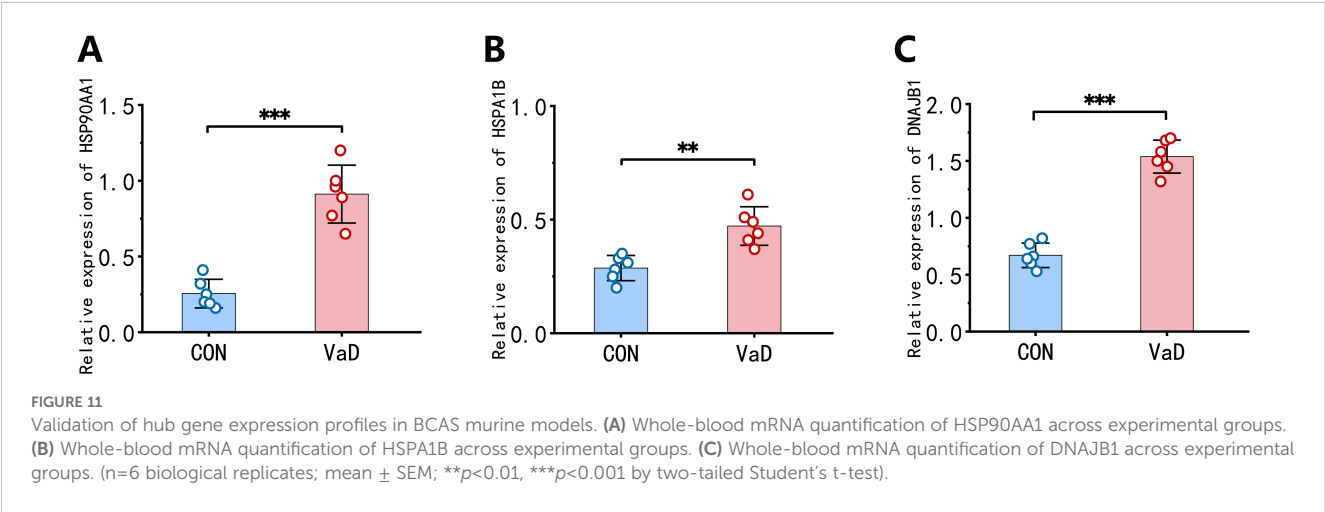 A
Relative expression of HSP90AA1
1.5
1.0
0.5
0.0
***
CON VaD
B
Relative expression of HSPA1B
1.0
0.5
0.0
**
CON VaD
C
Relative expression of DNAJB1
2.0
1.5
1.0
0.5
0.0
***
CON VaD
FIGURE 11
Validation of hub gene expression profiles in BCAS murine models. (A) Whole-blood mRNA quantification of HSP90AA1 across experimental groups.
(B) Whole-blood mRNA quantification of HSPA1B across experimental groups. (C) Whole-blood mRNA quantification of DNAJB1 across experimental
groups. (n=6 biological replicates; mean ± SEM; **p<0.01, ***p<0.001 by two-tailed Student's t-test).